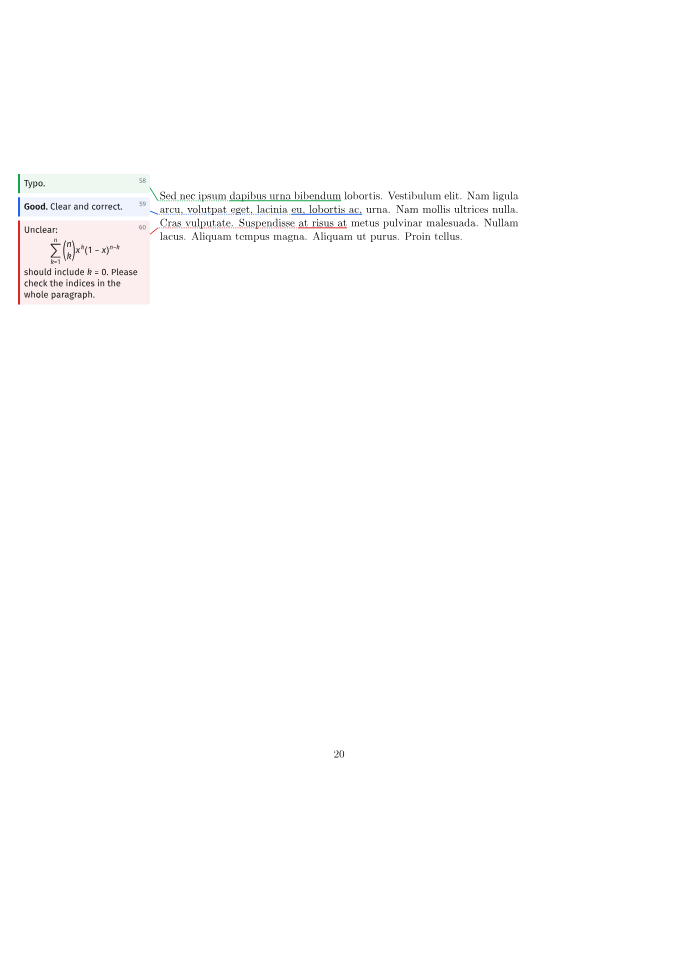 Typo. 58
Good. Clear and correct. 59
Unclear: 60
\sum_{k=1}^{n} \binom{n}{k} x^k (1 − x)^{n−k}
should include k = 0. Please
check the indices in the
whole paragraph.
Sed nec ipsum dapibus urna bibendum lobortis. Vestibulum elit. Nam ligula
arcu, volutpat eget, lacinia eu, lobortis ac, urna. Nam mollis ultrices nulla.
Cras vulputate. Suspendisse at risus at metus pulvinar malesuada. Nullam
lacus. Aliquam tempus magna. Aliquam ut purus. Proin tellus.
20